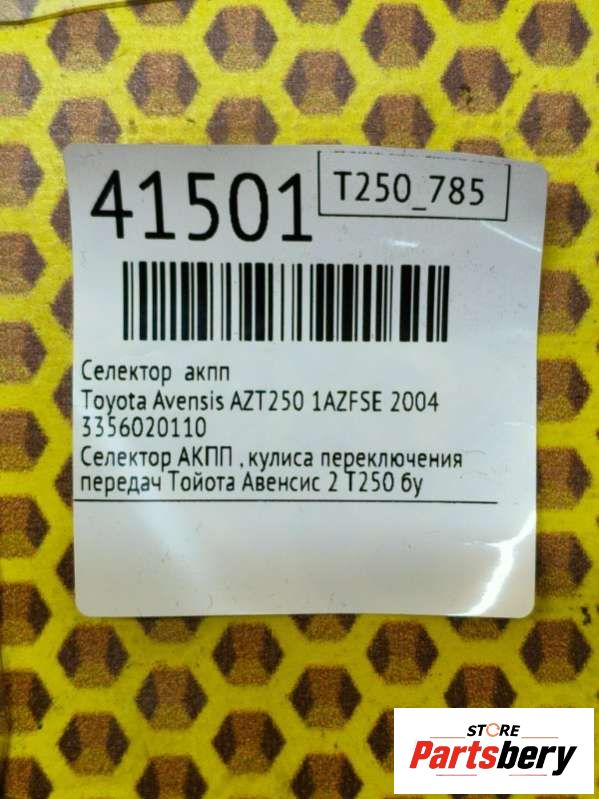 41501
T250_785
Селектор акпп
Toyota Avensis AZT250 1AZFSE 2004
3356020110
Селектор АКПП , кулиса переключения
передач Тойота Авенсис 2 Т250 бу
STORE
Partsbery